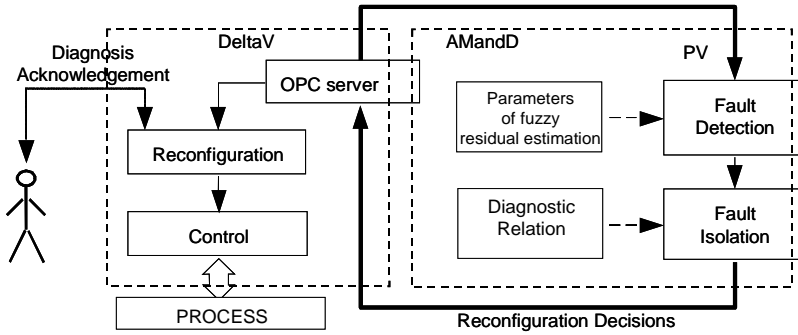 DeltaV
AMandD
Diagnosis
Acknowledgement
PV
OPC server
Parameters
of fuzzy
residual estimation
Fault
Detection
Reconfiguration
Diagnostic
Relation
Fault
Isolation
Control
PROCESS
Reconfiguration Decisions